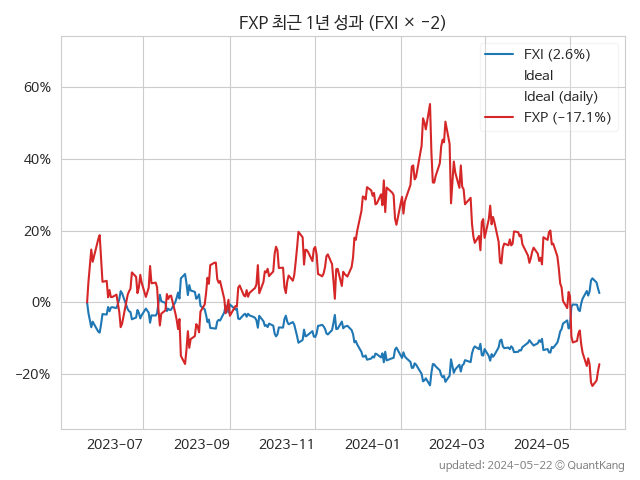 FXP 최근 1년 성과 (FXI × −2)
FXI (2.6%)
Ideal
Ideal (daily)
FXP (−17.1%)
60%
40%
20%
0%
−20%
2023−07
2023−09
2023−11
2024−01
2024−03
2024−05
updated: 2024-05-22 © QuantKang